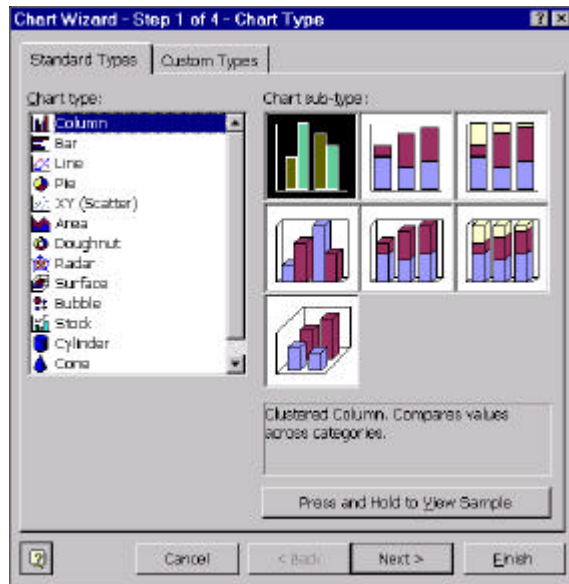 Chart Wizard - Step 1 of 4 - Chart Type
Standard Types
Custom Types
Chart type:
Column
Bar
Line
Pie
XY (Scatter)
Area
Doughnut
Radar
Surface
Bubble
Stock
Cylinder
Cone
Chart sub-type:
Clustered Column. Compares values
across categories.
Press and Hold to View Sample
Cancel
< Back
Next >
Finish